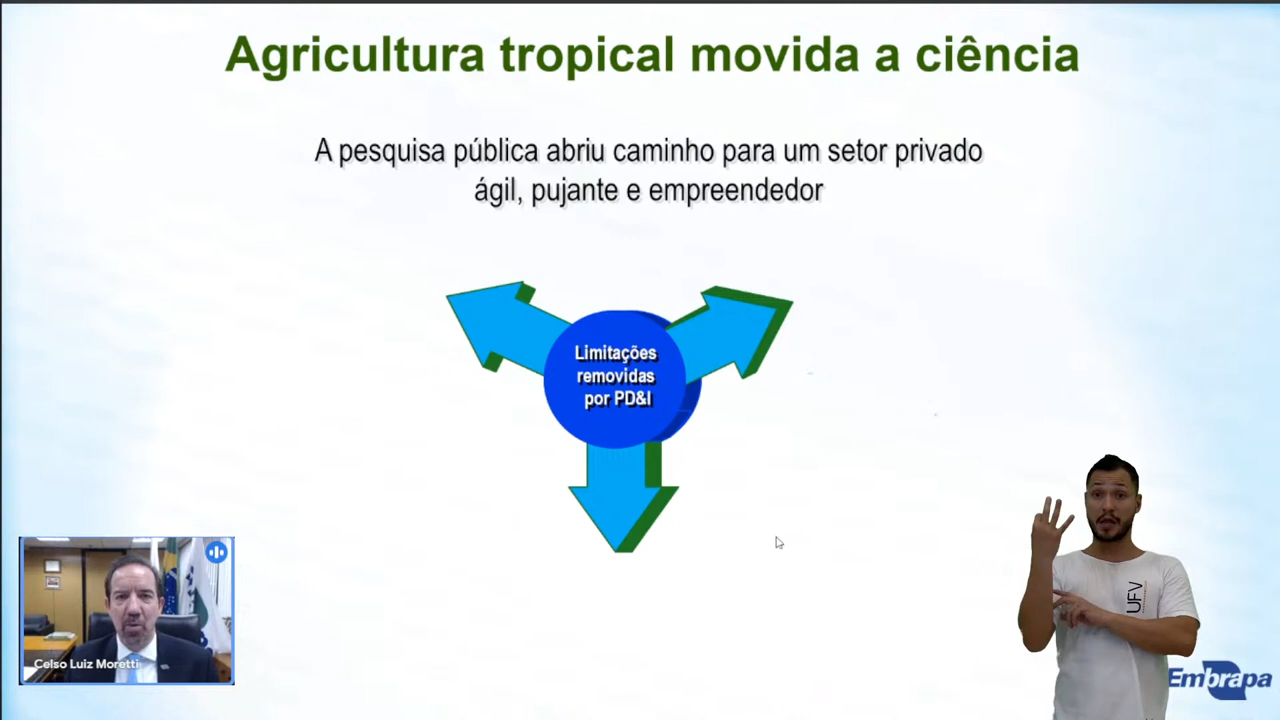 Agricultura tropical movida a ciência
A pesquisa pública abriu caminho para um setor privado
ágil, pujante e empreendedor
Limitações
removidas
por PD&I
Celso Luiz Moretti
UFV
Embrapa